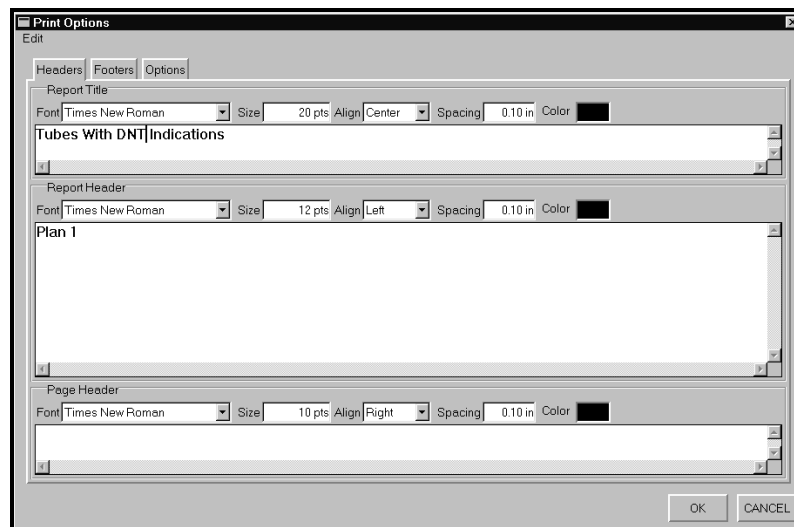 Print Options
Edit
Headers Footers Options
Report Title
Font Times New Roman Size 20 pts Align Center Spacing 0.10 in Color
Tubes With DNT Indications
Report Header
Font Times New Roman Size 12 pts Align Left Spacing 0.10 in Color
Plan 1
Page Header
Font Times New Roman Size 10 pts Align Right Spacing 0.10 in Color
OK CANCEL